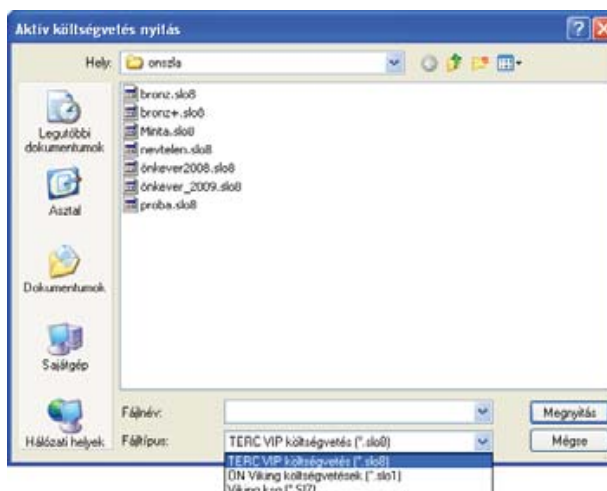 Aktív költségvetés nyitás
Hely:
onszla
bronz.slo8
bronz+.slo8
Minta.slo8
nevtelen.slo8
önkever2008.slo8
önkever_2009.slo8
proba.slo8
Legutóbbi
dokumentumok
Asztal
Dokumentumok
Sajátgép
Hálózati helyek
Fájlnév:
Megnyitás
Fájltípus:
TERC VIP költségvetés (*.slo8)
Mégse
TERC VIP költségvetés (*.slo8)
ÖN Viking költségvetések (*.slo1)